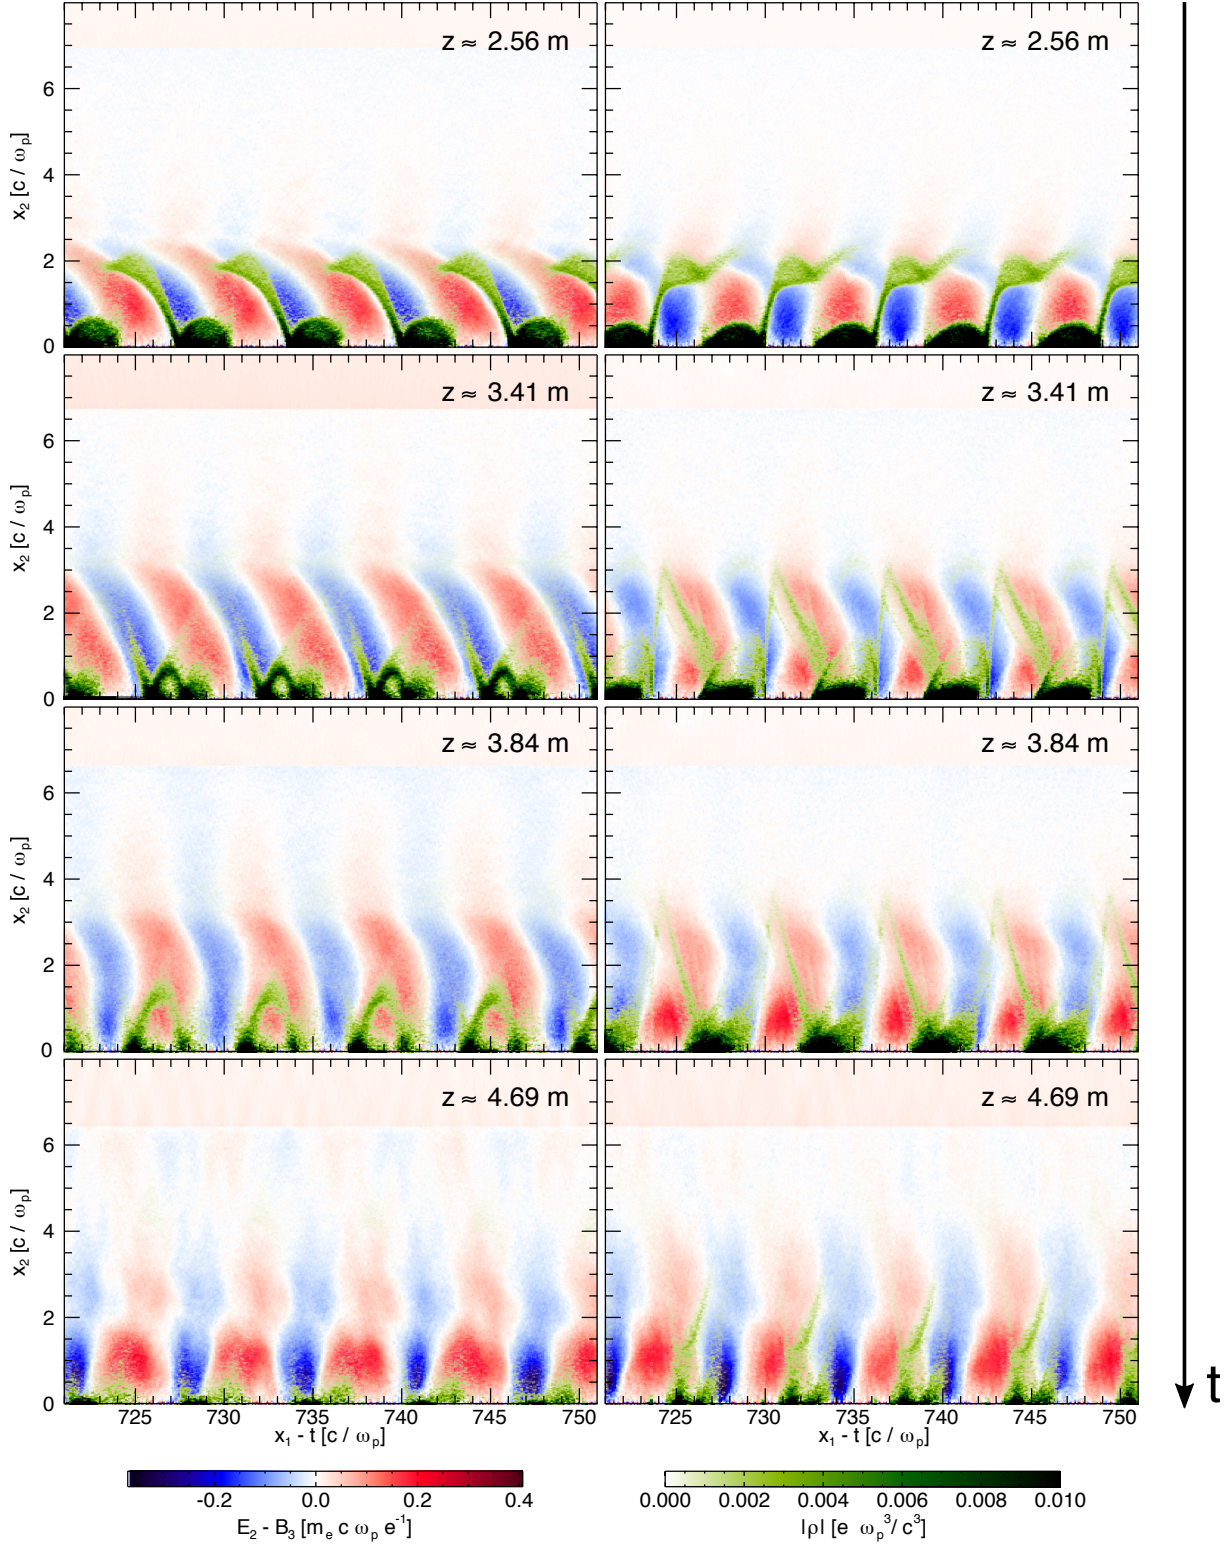 z ≈ 2.56 m
z ≈ 2.56 m
6
4
2
0
x₂ [c / ωₚ]
z ≈ 3.41 m
z ≈ 3.41 m
6
4
2
0
x₂ [c / ωₚ]
z ≈ 3.84 m
z ≈ 3.84 m
6
4
2
0
x₂ [c / ωₚ]
z ≈ 4.69 m
z ≈ 4.69 m
6
4
2
0
x₂ [c / ωₚ]
t
725 730 735 740 745 750
725 730 735 740 745 750
x₁ - t [c / ωₚ]
x₁ - t [c / ωₚ]
-0.2 0.0 0.2 0.4
E₂ - B₃ [mₑ c ωₚ e⁻¹]
0.000 0.002 0.004 0.006 0.008 0.010
|ρ| [e ωₚ³/ c³]